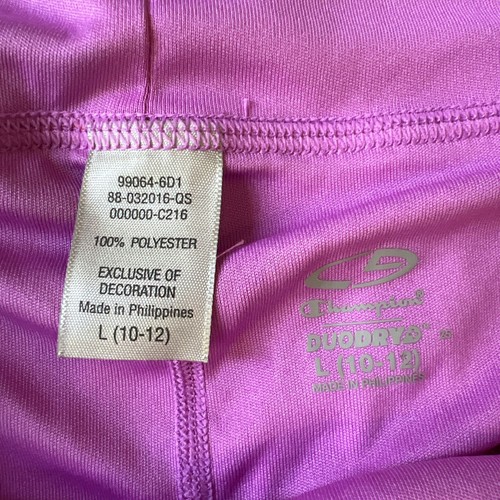 99064-6D1
88-032016-QS
000000-C216
100% POLYESTER
EXCLUSIVE OF
DECORATION
Made in Philippines
L (10-12)
Champion
DUODRY
L (10-12)
MADE IN PHILIPPINES